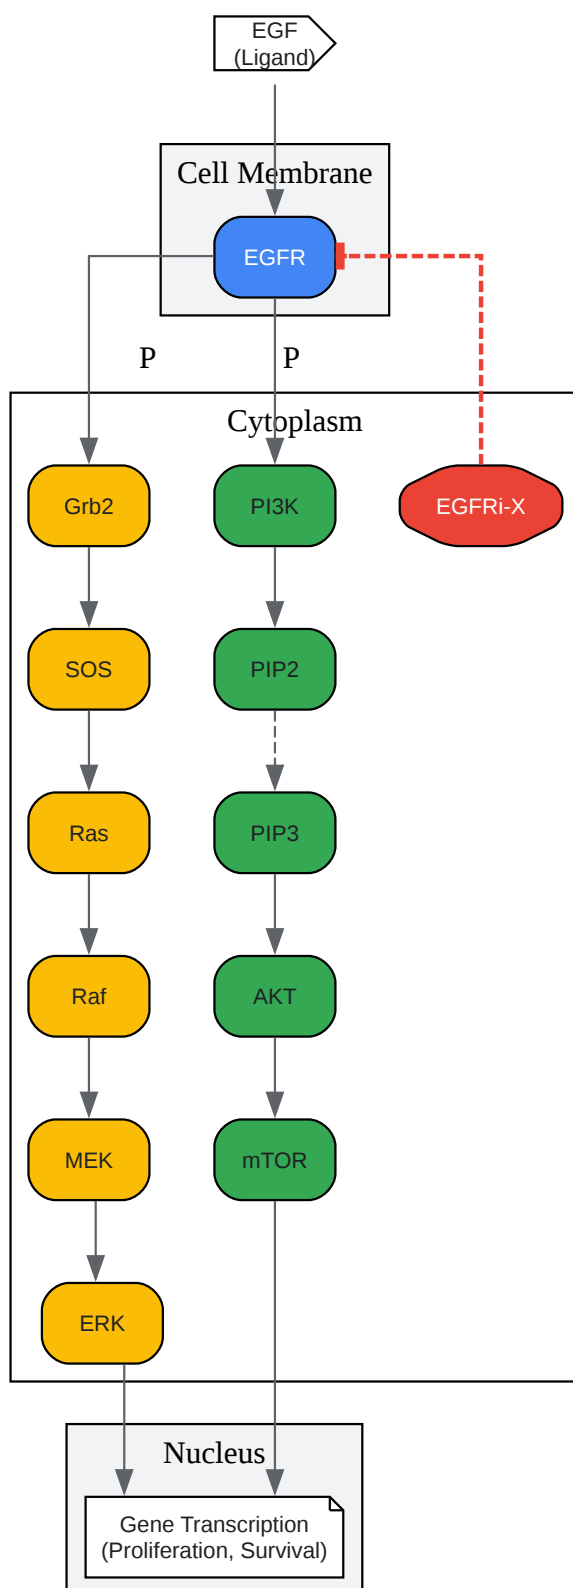 EGF
(Ligand)
Cell Membrane
EGFR
P
P
Cytoplasm
Grb2
PI3K
EGFRi-X
SOS
PIP2
Ras
PIP3
Raf
AKT
MEK
mTOR
ERK
Nucleus
Gene Transcription
(Proliferation, Survival)